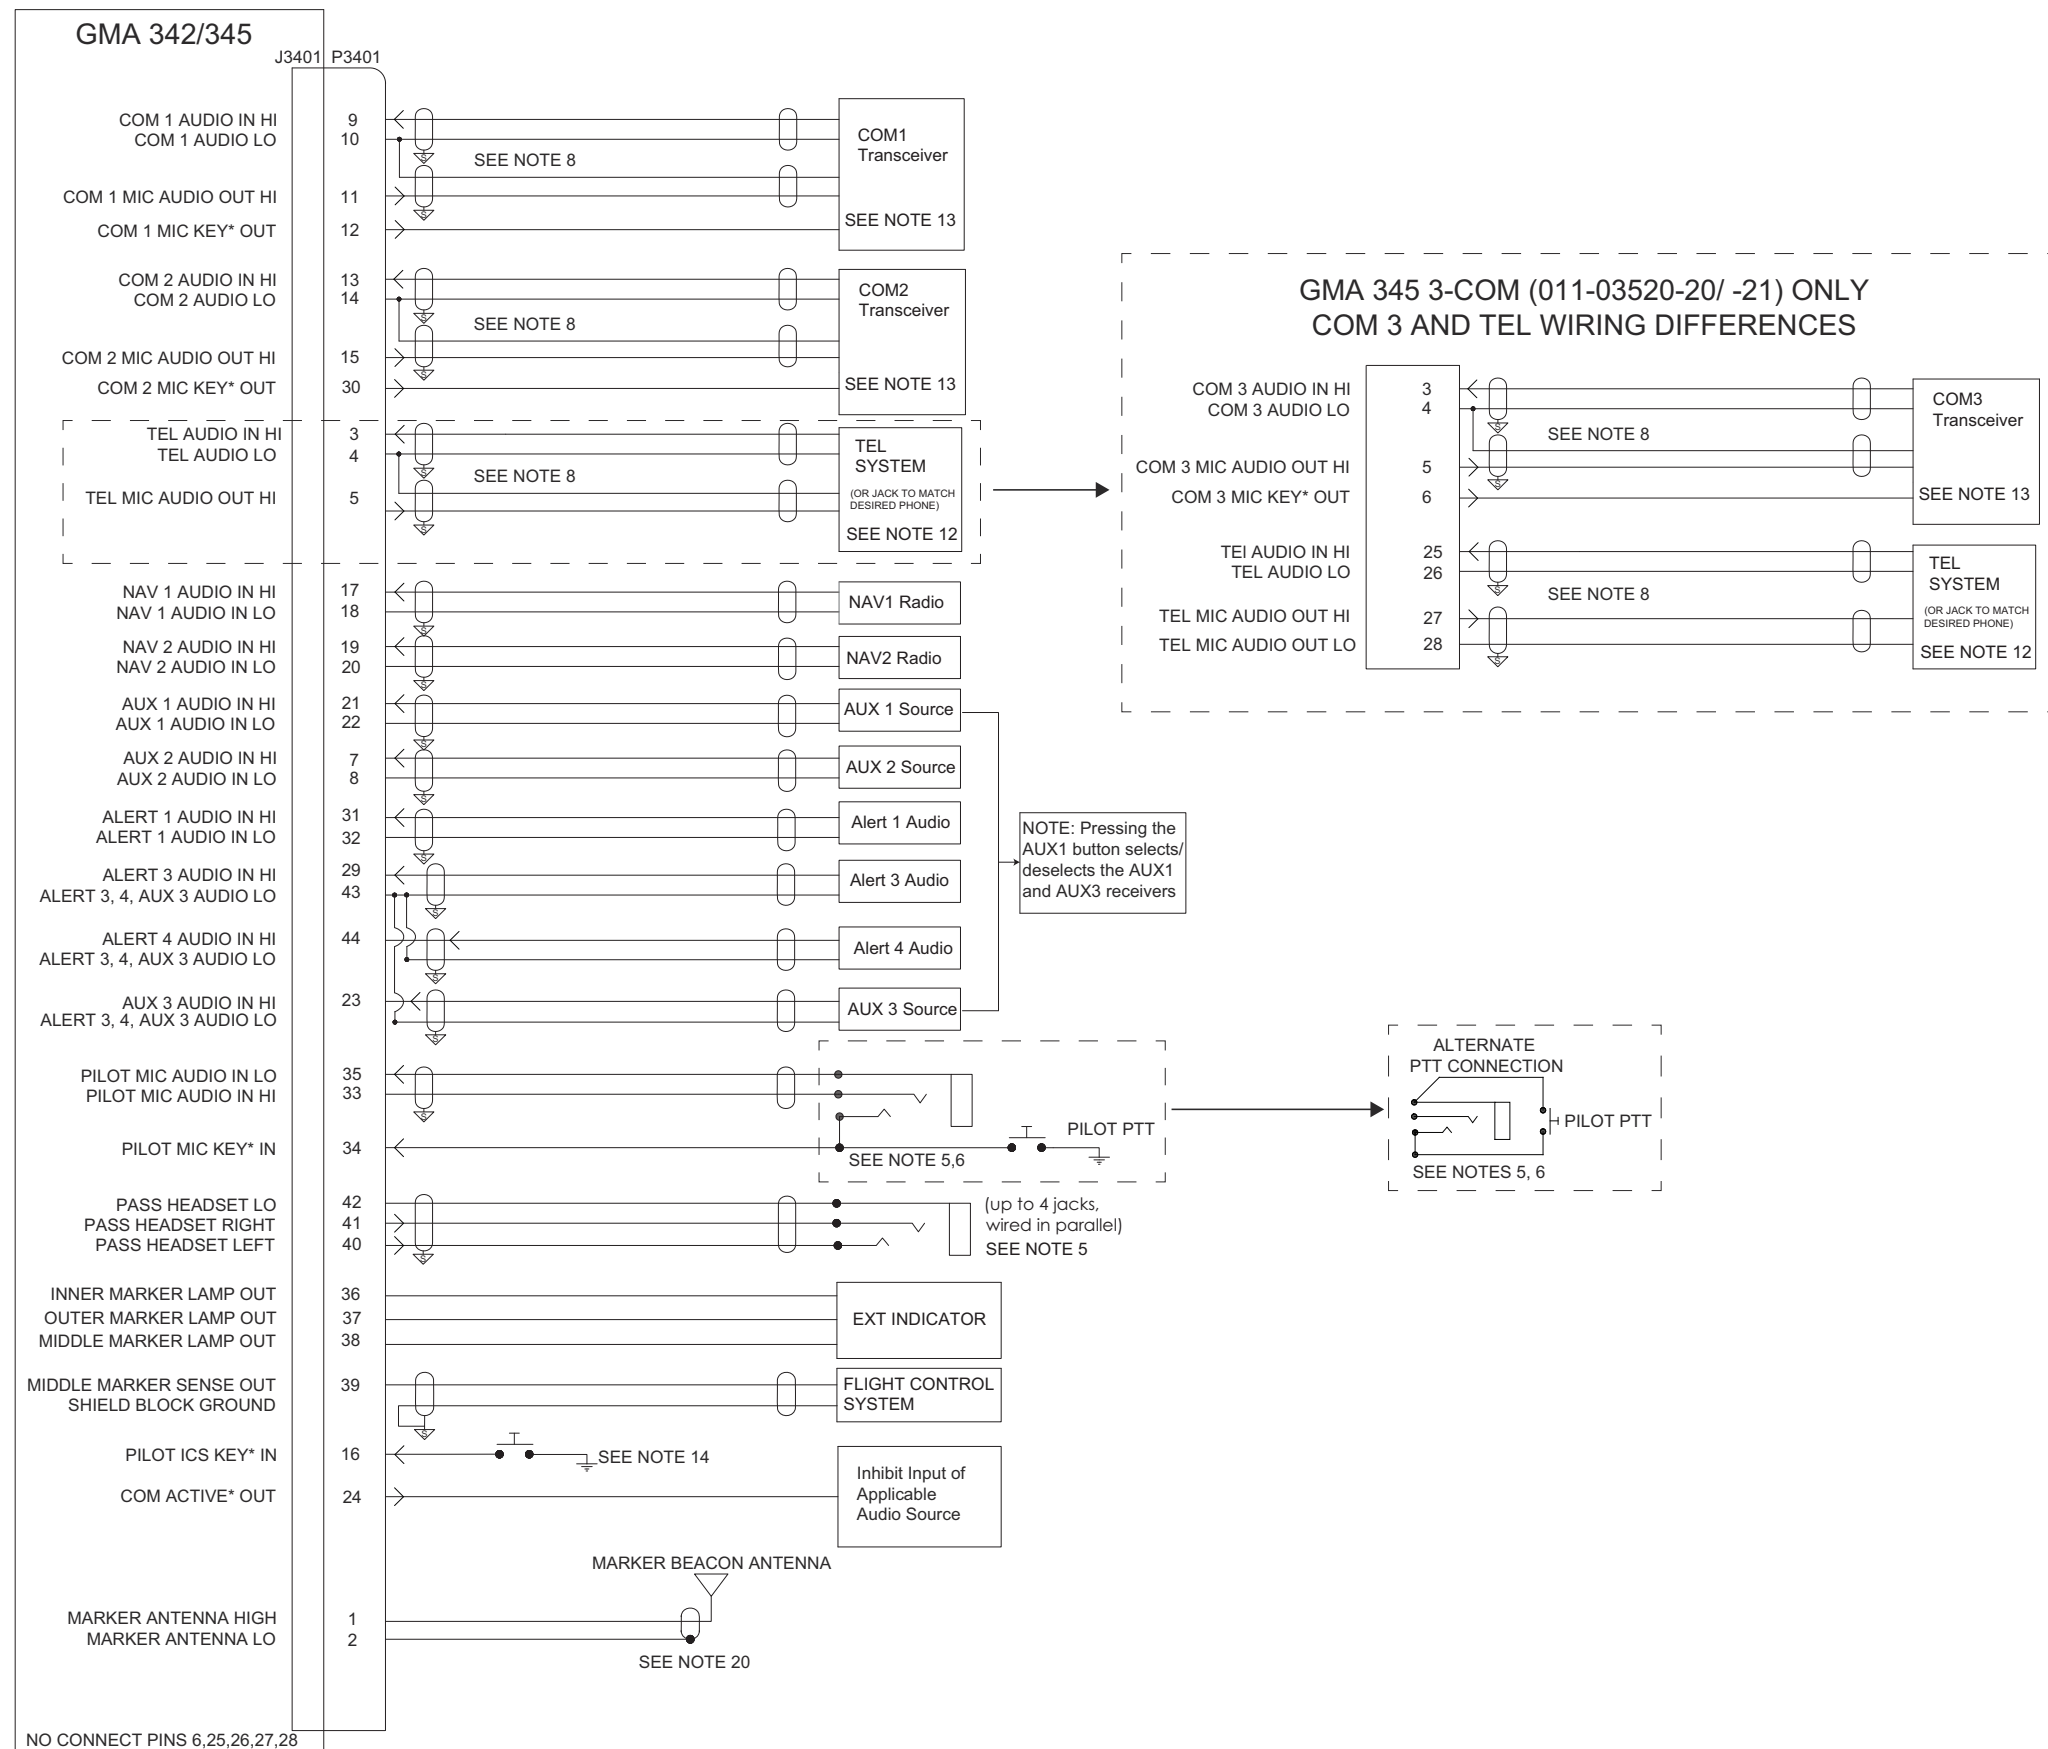 GMA 342/345
J3401 P3401
COM 1 AUDIO IN HI 9
COM 1 AUDIO LO 10
SEE NOTE 8
COM 1 MIC AUDIO OUT HI 11
COM 1 MIC KEY* OUT 12
COM1
Transceiver
SEE NOTE 13
COM 2 AUDIO IN HI 13
COM 2 AUDIO LO 14
SEE NOTE 8
COM 2 MIC AUDIO OUT HI 15
COM 2 MIC KEY* OUT 30
COM2
Transceiver
SEE NOTE 13
TEL AUDIO IN HI 3
TEL AUDIO LO 4
SEE NOTE 8
TEL MIC AUDIO OUT HI 5
TEL
SYSTEM
(OR JACK TO MATCH
DESIRED PHONE)
SEE NOTE 12
GMA 345 3-COM (011-03520-20/ -21) ONLY
COM 3 AND TEL WIRING DIFFERENCES
COM 3 AUDIO IN HI 3
COM 3 AUDIO LO 4
SEE NOTE 8
COM 3 MIC AUDIO OUT HI 5
COM 3 MIC KEY* OUT 6
COM3
Transceiver
SEE NOTE 13
TEI AUDIO IN HI 25
TEL AUDIO LO 26
SEE NOTE 8
TEL MIC AUDIO OUT HI 27
TEL MIC AUDIO OUT LO 28
TEL
SYSTEM
(OR JACK TO MATCH
DESIRED PHONE)
SEE NOTE 12
NAV 1 AUDIO IN HI 17
NAV 1 AUDIO IN LO 18
NAV1 Radio
NAV 2 AUDIO IN HI 19
NAV 2 AUDIO IN LO 20
NAV2 Radio
AUX 1 AUDIO IN HI 21
AUX 1 AUDIO IN LO 22
AUX 1 Source
AUX 2 AUDIO IN HI 7
AUX 2 AUDIO IN LO 8
AUX 2 Source
ALERT 1 AUDIO IN HI 31
ALERT 1 AUDIO IN LO 32
Alert 1 Audio
NOTE: Pressing the
AUX1 button selects/
deselects the AUX1
and AUX3 receivers
ALERT 3 AUDIO IN HI 29
ALERT 3, 4, AUX 3 AUDIO LO 43
Alert 3 Audio
ALERT 4 AUDIO IN HI 44
ALERT 3, 4, AUX 3 AUDIO LO
Alert 4 Audio
AUX 3 AUDIO IN HI 23
ALERT 3, 4, AUX 3 AUDIO LO
AUX 3 Source
PILOT MIC AUDIO IN LO 35
PILOT MIC AUDIO IN HI 33
PILOT MIC KEY* IN 34
PILOT PTT
SEE NOTE 5,6
ALTERNATE
PTT CONNECTION
PILOT PTT
SEE NOTES 5, 6
PASS HEADSET LO 42
PASS HEADSET RIGHT 41
PASS HEADSET LEFT 40
(up to 4 jacks,
wired in parallel)
SEE NOTE 5
INNER MARKER LAMP OUT 36
OUTER MARKER LAMP OUT 37
MIDDLE MARKER LAMP OUT 38
EXT INDICATOR
MIDDLE MARKER SENSE OUT 39
SHIELD BLOCK GROUND
FLIGHT CONTROL
SYSTEM
PILOT ICS KEY* IN 16
SEE NOTE 14
COM ACTIVE* OUT 24
Inhibit Input of
Applicable
Audio Source
MARKER BEACON ANTENNA
MARKER ANTENNA HIGH 1
MARKER ANTENNA LO 2
SEE NOTE 20
NO CONNECT PINS 6,25,26,27,28